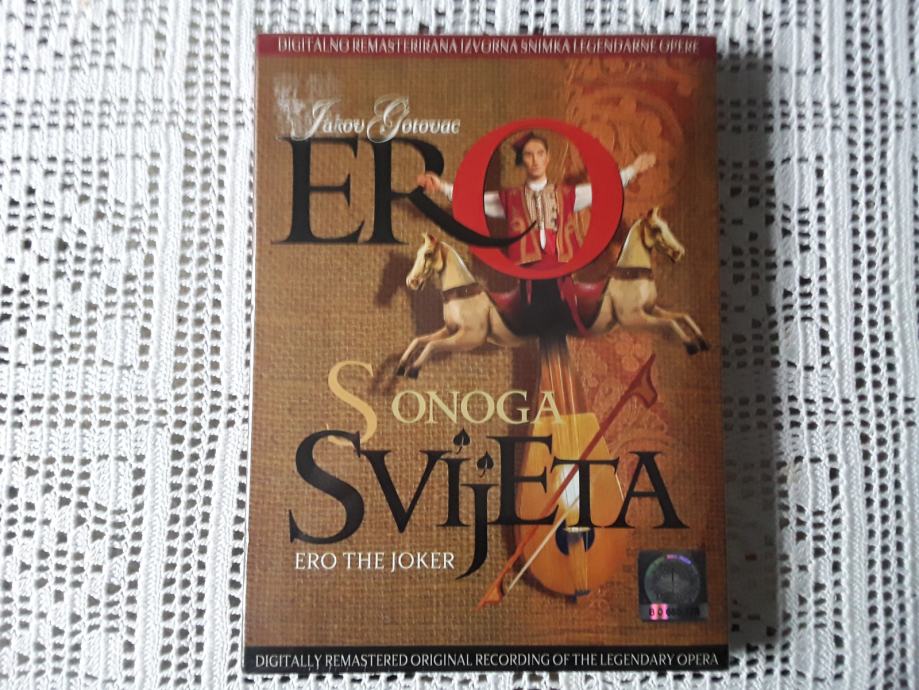 DIGITALNO REMASTERIRANA IZVORNA SNIMKA LEGENDARNE OPERE
Jakov Gotovac
ERO
S ONOGA
SVIJETA
ERO THE JOKER
DIGITALLY REMASTERED ORIGINAL RECORDING OF THE LEGENDARY OPERA